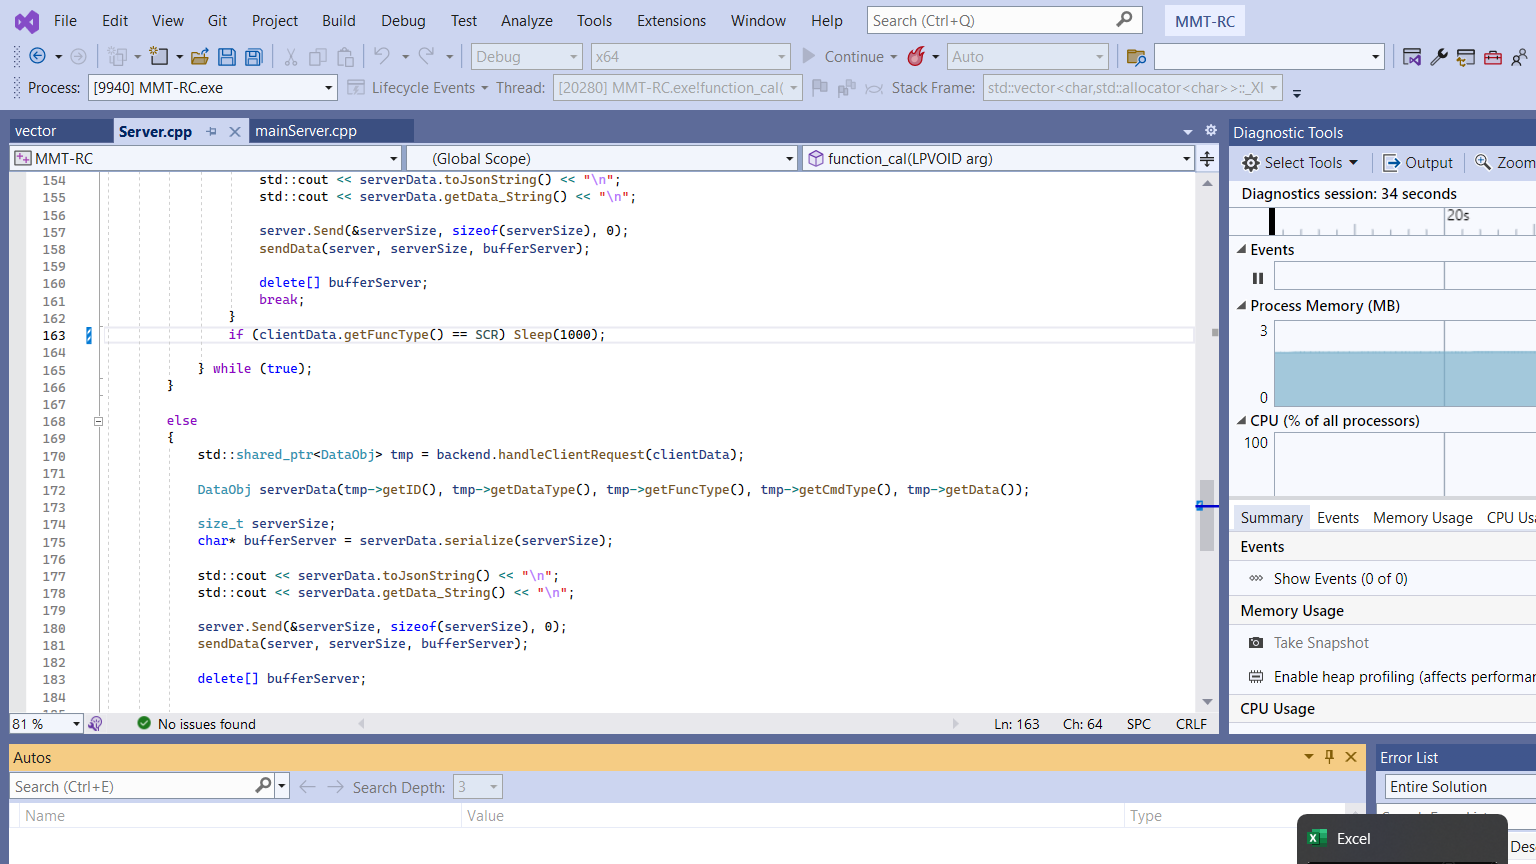 File Edit View Git Project Build Debug Test Analyze Tools Extensions Window Help Search (Ctrl+Q) MMT-RC
Debug x64 Continue Auto
Process: [9940] MMT-RC.exe Lifecycle Events Thread: [20280] MMT-RC.exe!function_cal( Stack Frame: std::vector<char,std::allocator<char>>::_Xl
vector Server.cpp mainServer.cpp
MMT-RC (Global Scope) function_cal(LPVOID arg)
154 std::cout << serverData.toJsonString() << "\n";
155 std::cout << serverData.getData_String() << "\n";
156
157 server.Send(&serverSize, sizeof(serverSize), 0);
158 sendData(server, serverSize, bufferServer);
159
160 delete[] bufferServer;
161 break;
162 }
163 if (clientData.getFuncType() == SCR) Sleep(1000);
164
165 } while (true);
166 }
167
168 else
169 {
170 std::shared_ptr<DataObj> tmp = backend.handleClientRequest(clientData);
171
172 DataObj serverData(tmp->getID(), tmp->getDataType(), tmp->getFuncType(), tmp->getCmdType(), tmp->getData());
173
174 size_t serverSize;
175 char* bufferServer = serverData.serialize(serverSize);
176
177 std::cout << serverData.toJsonString() << "\n";
178 std::cout << serverData.getData_String() << "\n";
179
180 server.Send(&serverSize, sizeof(serverSize), 0);
181 sendData(server, serverSize, bufferServer);
182
183 delete[] bufferServer;
184
81 % No issues found Ln: 163 Ch: 64 SPC CRLF
Diagnostic Tools
Select Tools Output Zoom
Diagnostics session: 34 seconds
20s
Events
Process Memory (MB)
3
0
CPU (% of all processors)
100
Summary Events Memory Usage CPU Usa
Events
Show Events (0 of 0)
Memory Usage
Take Snapshot
Enable heap profiling (affects performan
CPU Usage
Autos
Search (Ctrl+E) Search Depth: 3
Name Value Type
Error List
Entire Solution
Des
Excel